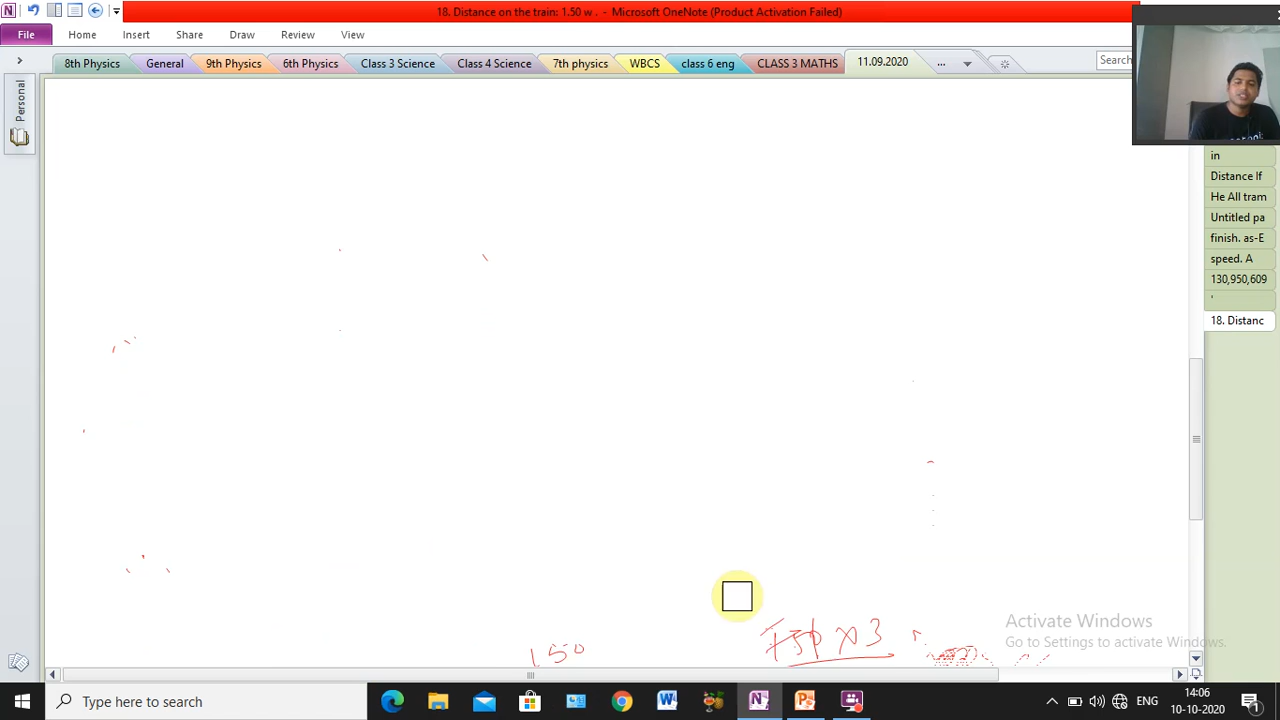 18. Distance on the train: 1.50 w . - Microsoft OneNote (Product Activation Failed)
File Home Insert Share Draw Review View
8th Physics General 9th Physics 6th Physics Class 3 Science Class 4 Science 7th physics WBCS class 6 eng CLASS 3 MATHS 11.09.2020 ... Search
Personal
in
Distance If
He All tram
Untitled pa
finish. as-E
speed. A
130,950,609
'
18. Distanc
x 3
150
Activate Windows
Go to Settings to activate Windows.
Type here to search
ENG
14:06
10-10-2020